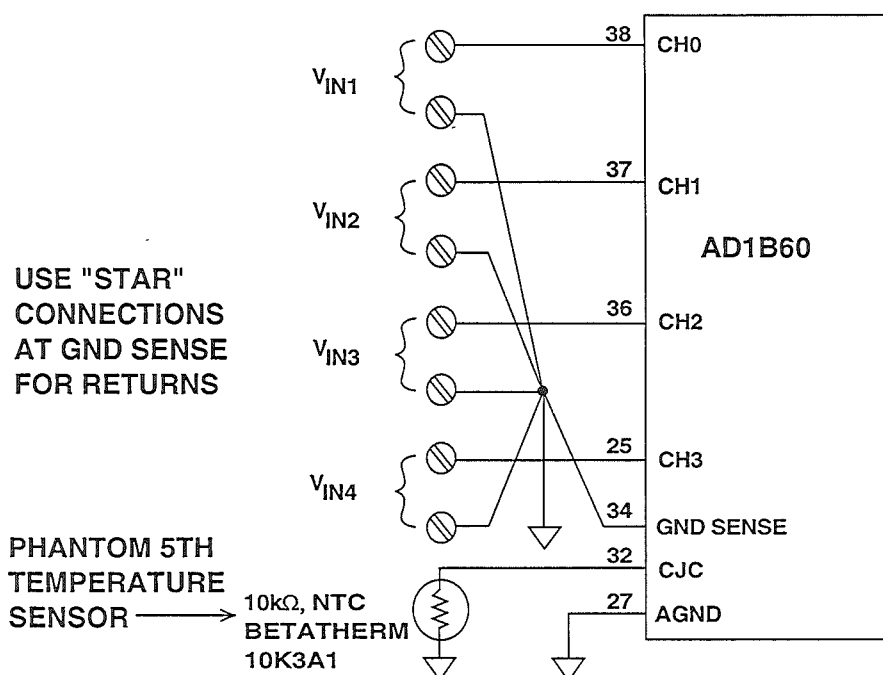 38 CH0
V_IN1
37 CH1
V_IN2
AD1B60
USE "STAR"
CONNECTIONS
AT GND SENSE
FOR RETURNS
36 CH2
V_IN3
25 CH3
V_IN4
34 GND SENSE
PHANTOM 5TH
TEMPERATURE
SENSOR
32 CJC
10kΩ, NTC
BETATHERM
10K3A1
27 AGND